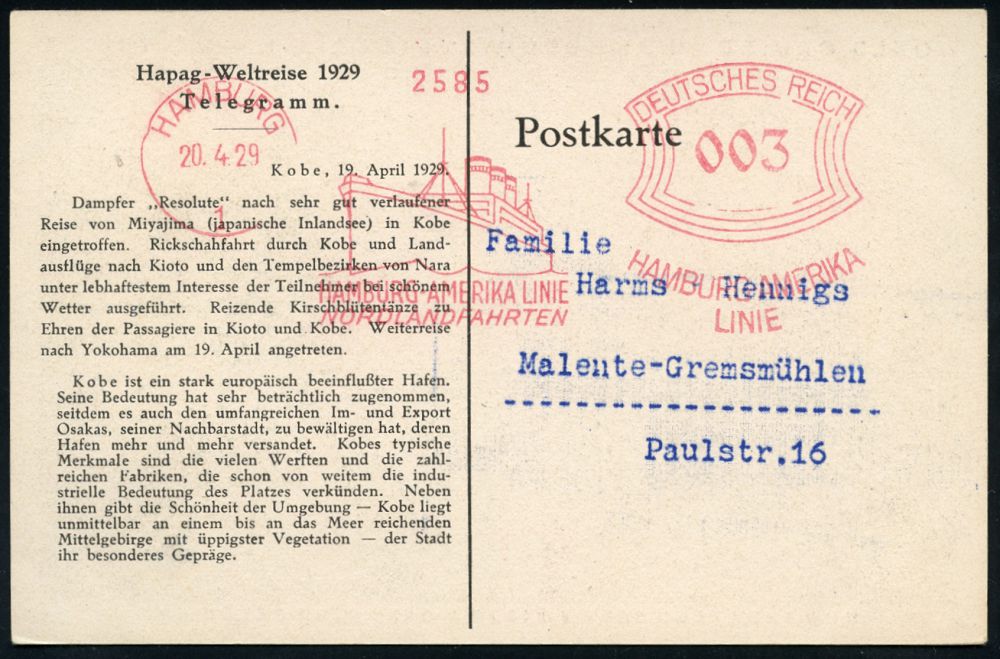 Hapag-Weltreise 1929
Telegramm.
Kobe, 19. April 1929.
Dampfer „Resolute“ nach sehr gut verlaufener
Reise von Miyajima (japanische Inlandsee) in Kobe
eingetroffen. Rickschahfahrt durch Kobe und Land-
ausflüge nach Kioto und den Tempelbezirken von Nara
unter lebhaftestem Interesse der Teilnehmer bei schönem
Wetter ausgeführt. Reizende Kirschblütentänze zu
Ehren der Passagiere in Kioto und Kobe. Weiterreise
nach Yokohama am 19. April angetreten.
Kobe ist ein stark europäisch beeinflußter Hafen.
Seine Bedeutung hat sehr beträchtlich zugenommen,
seitdem es auch den umfangreichen Im- und Export
Osakas, seiner Nachbarstadt, zu bewältigen hat, deren
Hafen mehr und mehr versandet. Kobes typische
Merkmale sind die vielen Werften und die zahl-
reichen Fabriken, die schon von weitem die indu-
strielle Bedeutung des Platzes verkünden. Neben
ihnen gibt die Schönheit der Umgebung — Kobe liegt
unmittelbar an einem bis an das Meer reichenden
Mittelgebirge mit üppigster Vegetation — der Stadt
ihr besonderes Gepräge.
HAMBURG
20. 4. 29
1
2585
HAMBURG-AMERIKA LINIE
NORDLANDFAHRTEN
DEUTSCHES REICH
003
HAMBURG-AMERIKA
LINIE
Postkarte
Familie
Harms - Hennigs
Malente-Gremsmühlen
Paulstr.16